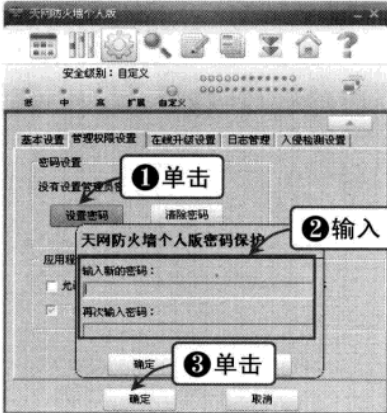 天网防火墙个人版
安全级别：自定义
低 中 高 扩展 自定义
基本设置 管理权限设置 在线升级设置 日志管理 入侵检测设置
密码设置
没有设置管理员密
❶单击
设置密码 清除密码
❷输入
天网防火墙个人版密码保护
应用程
输入新的密码：
允
再次输入密码：
确定
❸单击
确定 取消